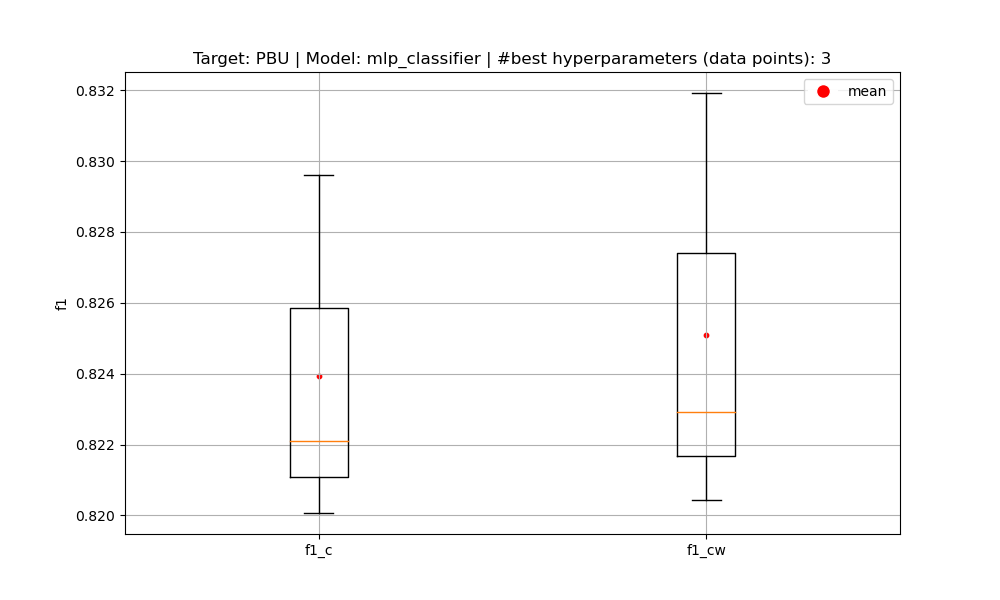 Target: PBU | Model: mlp_classifier | #best hyperparameters (data points): 3
mean
0.832
0.830
0.828
0.826
0.824
0.822
0.820
f1
f1_c
f1_cw